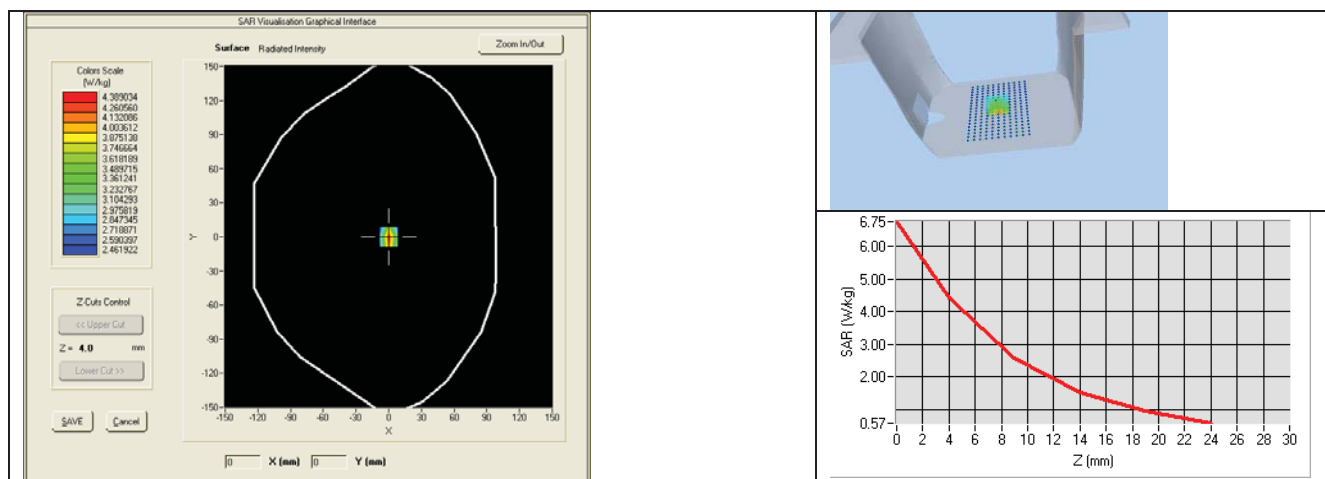 SAR Visualisation Graphical Interface
Surface Radiated Intensity
Zoom In/Out
Colors Scale
(W/kg)
4.389034
4.260560
4.132086
4.003612
3.875138
3.746664
3.618189
3.489715
3.361241
3.232767
3.104293
2.975819
2.847345
2.718871
2.590397
2.461922
Z-Cuts Control
<< Upper Cut
Z = 4.0 mm
Lower Cut >>
SAVE Cancel
150
120
90
60
30
0
-30
-60
-90
-120
-150
Y
-150 -120 -90 -60 -30 0 30 60 90 120 150
X
0 X (mm) 0 Y (mm)
6.75
6.00
5.00
4.00
3.00
2.00
0.57
SAR (W/kg)
0 2 4 6 8 10 12 14 16 18 20 22 24 26 28 30
Z (mm)